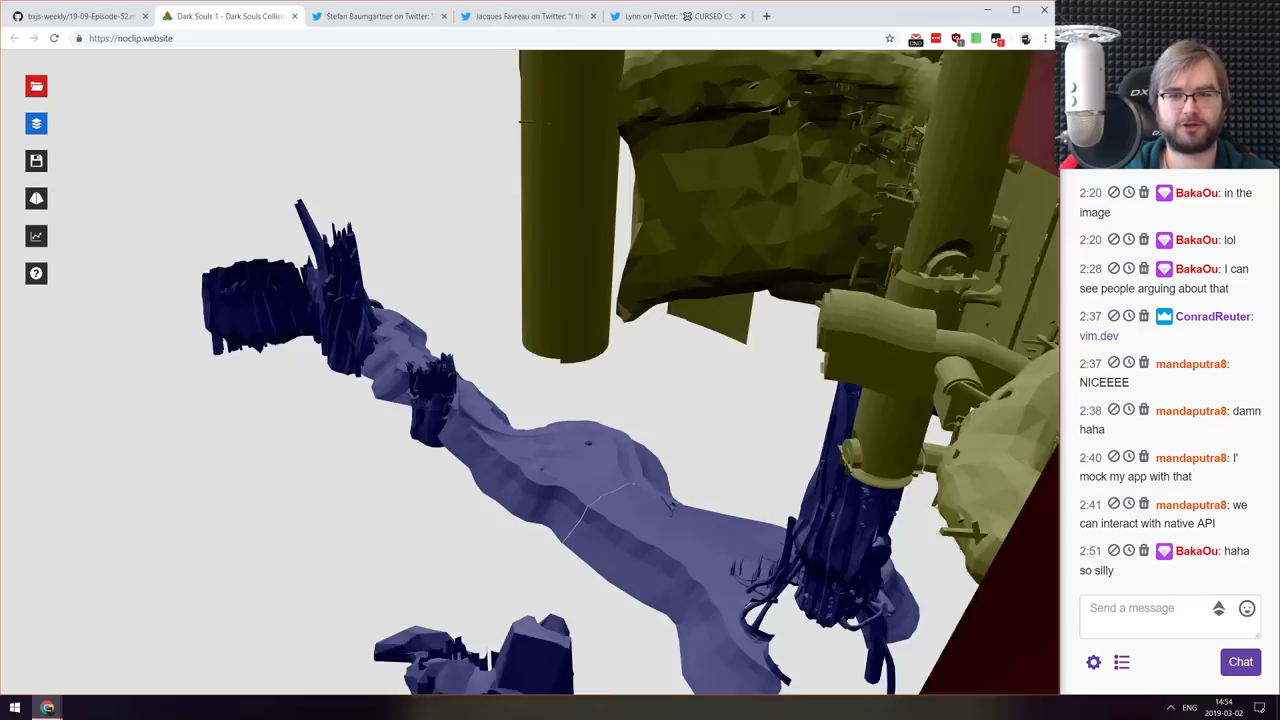 bxjs-weekly/19-09-Episode-52.m
Dark Souls 1 - Dark Souls Collisi
Stefan Baumgartner on Twitter: "
Jacques Favreau on Twitter: "I th
Lynn on Twitter: "☠ CURSED CS
https://noclip.website
DND
1
1
DX
2:20 BakaOu: in the
image
2:20 BakaOu: lol
2:28 BakaOu: I can
see people arguing about that
2:37 ConradReuter:
vim.dev
2:37 mandaputra8:
NICEEEE
2:38 mandaputra8: damn
haha
2:40 mandaputra8: I'
mock my app with that
2:41 mandaputra8: we
can interact with native API
2:51 BakaOu: haha
so silly
Send a message
Chat
ENG
14:54
2019-03-02